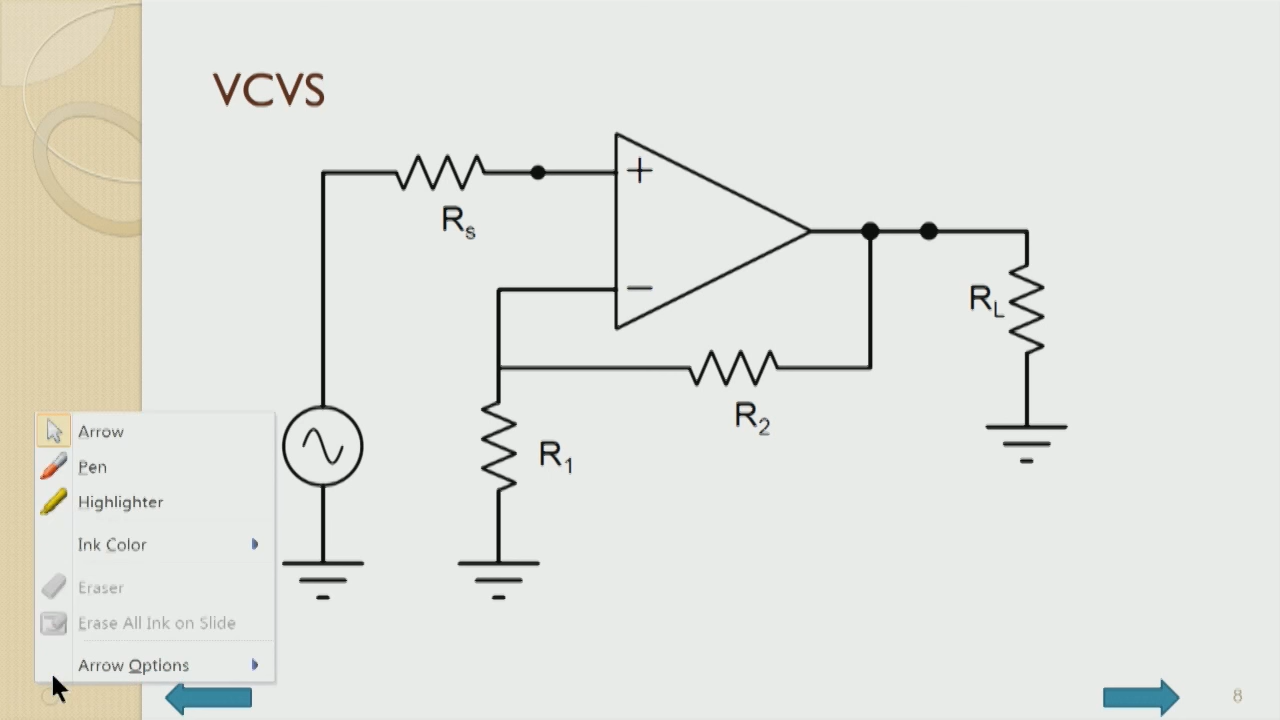 VCVS
Rs
+
−
RL
R2
R1
Arrow
Pen
Highlighter
Ink Color
Eraser
Erase All Ink on Slide
Arrow Options
8